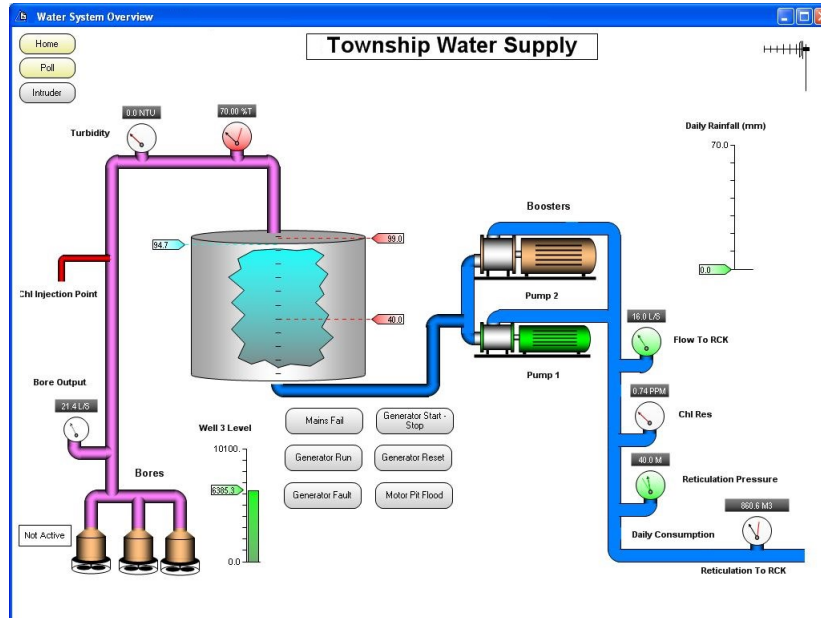 Water System Overview
Township Water Supply
Home
Poll
Intruder
0.0 NTU
70.00 %T
Turbidity
Daily Rainfall (mm)
70.0
0.0
94.7
99.0
40.0
Chl Injection Point
Boosters
Pump 2
Pump 1
16.0 L/S
Flow To RCK
0.74 PPM
Chl Res
40.0 M
Reticulation Pressure
860.6 M3
Daily Consumption
Reticulation To RCK
Bore Output
21.4 L/S
Bores
Not Active
Well 3 Level
10100.
6385.3
0.0
Mains Fail
Generator Start -
Stop
Generator Run
Generator Reset
Generator Fault
Motor Pit Flood